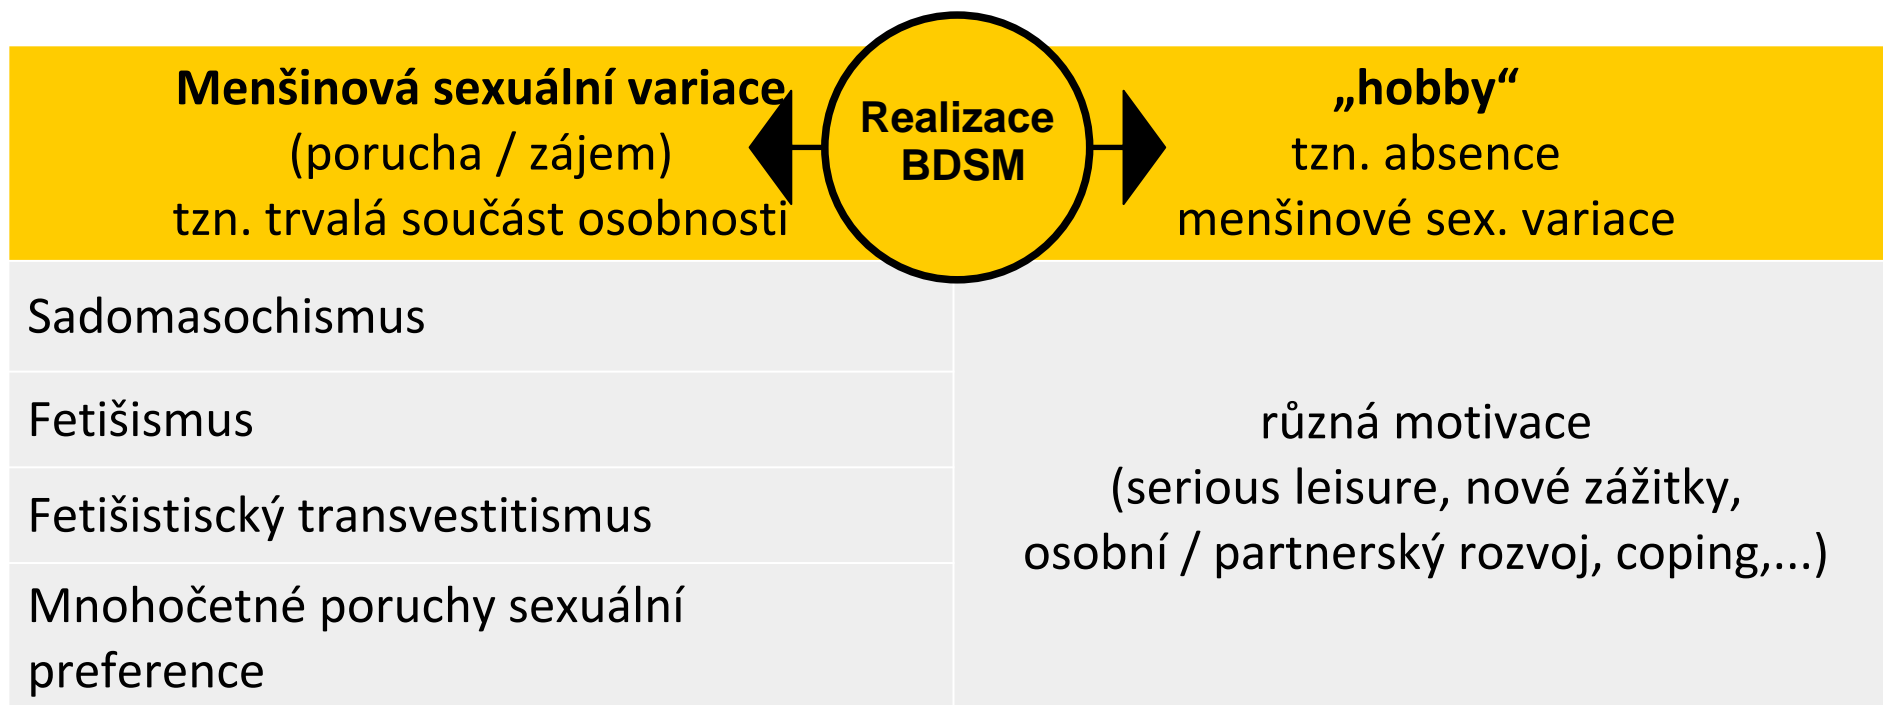 Menšinová sexuální variace
(porucha / zájem)
tzn. trvalá součást osobnosti
Realizace
BDSM
„hobby“
tzn. absence
menšinové sex. variace
Sadomasochismus
Fetišismus
Fetišistiscký transvestitismus
Mnohočetné poruchy sexuální
preference
různá motivace
(serious leisure, nové zážitky,
osobní / partnerský rozvoj, coping,...)